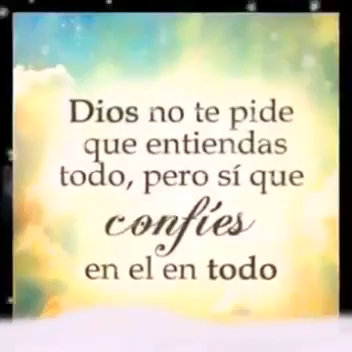 Dios no te pide
que entiendas
todo, pero sí que
confíes
en el en todo